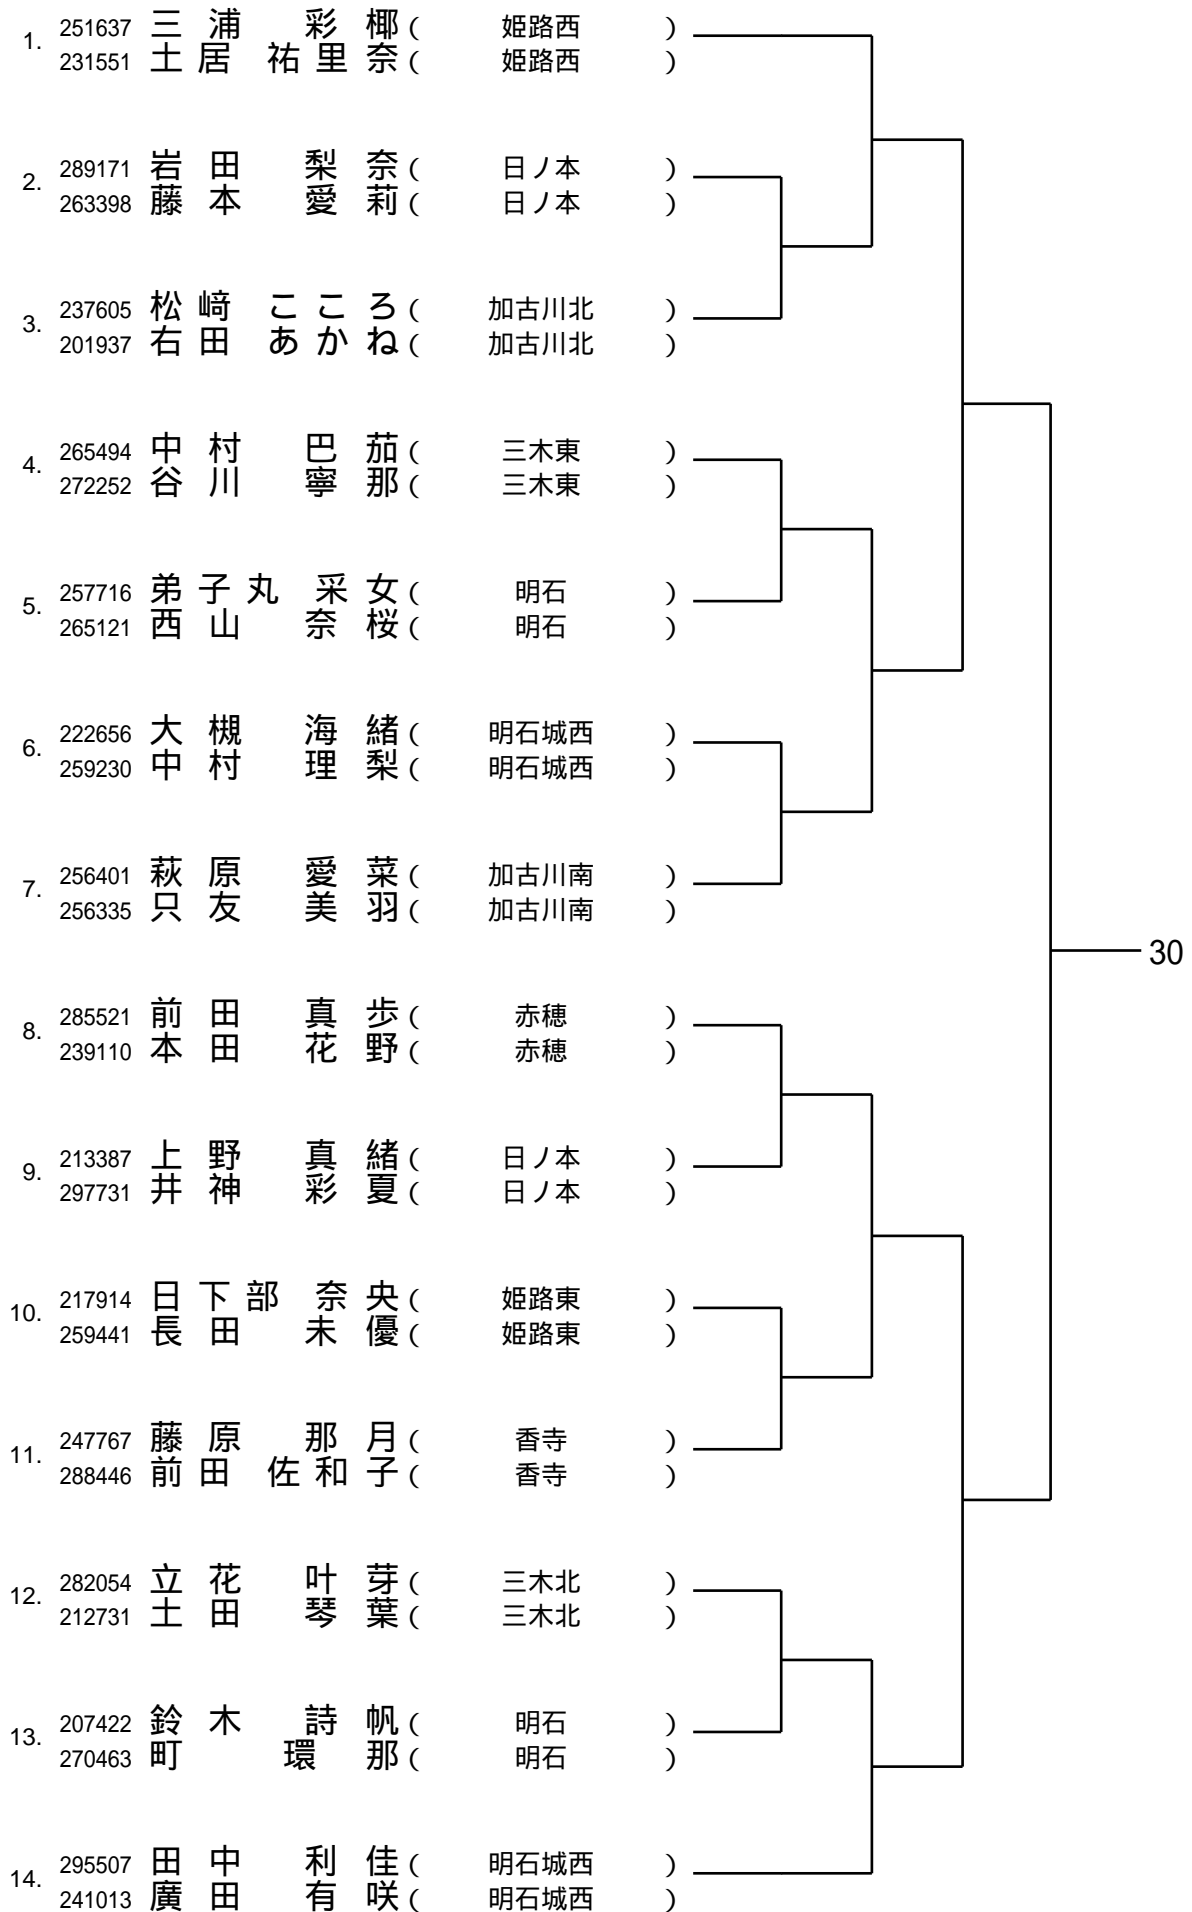 1. 251637 三浦 彩椰 ( 姫路西 )
231551 土居 祐里奈 ( 姫路西 )
2. 289171 岩田 梨奈 ( 日ノ本 )
263398 藤本 愛莉 ( 日ノ本 )
3. 237605 松﨑 こころ ( 加古川北 )
201937 右田 あかね ( 加古川北 )
4. 265494 中村 巴茄 ( 三木東 )
272252 谷川 寧那 ( 三木東 )
5. 257716 弟子丸 采女 ( 明石 )
265121 西山 奈桜 ( 明石 )
6. 222656 大槻 海緒 ( 明石城西 )
259230 中村 理梨 ( 明石城西 )
7. 256401 萩原 愛菜 ( 加古川南 )
256335 只友 美羽 ( 加古川南 )
30
8. 285521 前田 真歩 ( 赤穂 )
239110 本田 花野 ( 赤穂 )
9. 213387 上野 真緒 ( 日ノ本 )
297731 井神 彩夏 ( 日ノ本 )
10. 217914 日下部 奈央 ( 姫路東 )
259441 長田 未優 ( 姫路東 )
11. 247767 藤原 那月 ( 香寺 )
288446 前田 佐和子 ( 香寺 )
12. 282054 立花 叶芽 ( 三木北 )
212731 土田 琴葉 ( 三木北 )
13. 207422 鈴木 詩帆 ( 明石 )
270463 町 環那 ( 明石 )
14. 295507 田中 利佳 ( 明石城西 )
241013 廣田 有咲 ( 明石城西 )